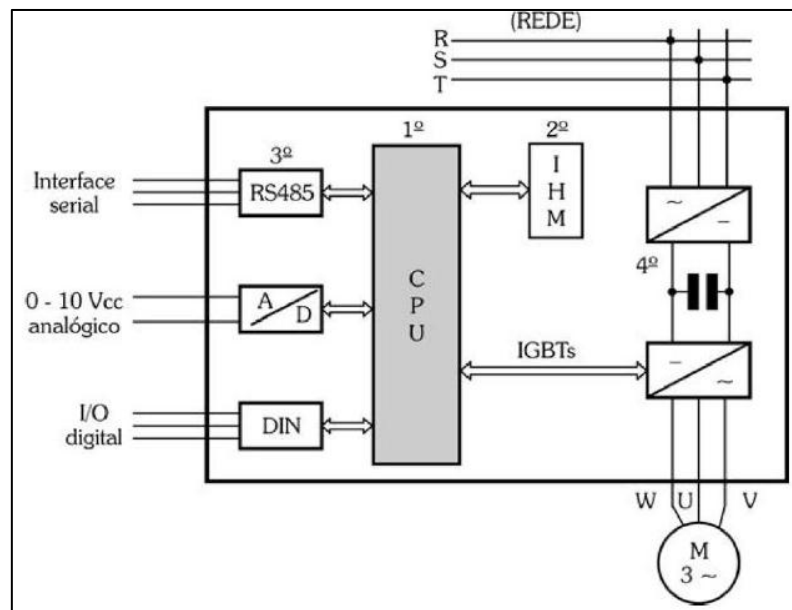 (REDE)
R
S
T
1º
2º
3º
Interface
serial
RS485
I
H
M
~
–
4º
0 - 10 Vcc
analógico
A
D
C
P
U
IGBTs
–
~
I/O
digital
DIN
W U V
M
3 ~